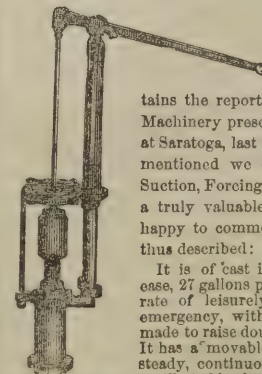 tains the report
Machinery prese
at Saratoga, last
mentioned we
Suction, Forcing
a truly valuable
happy to comme
thus described:
It is of cast i
ease, 27 gallons p
rate of leisurely
emergency, with
made to raise dou
It has a movabl
steady, continuo